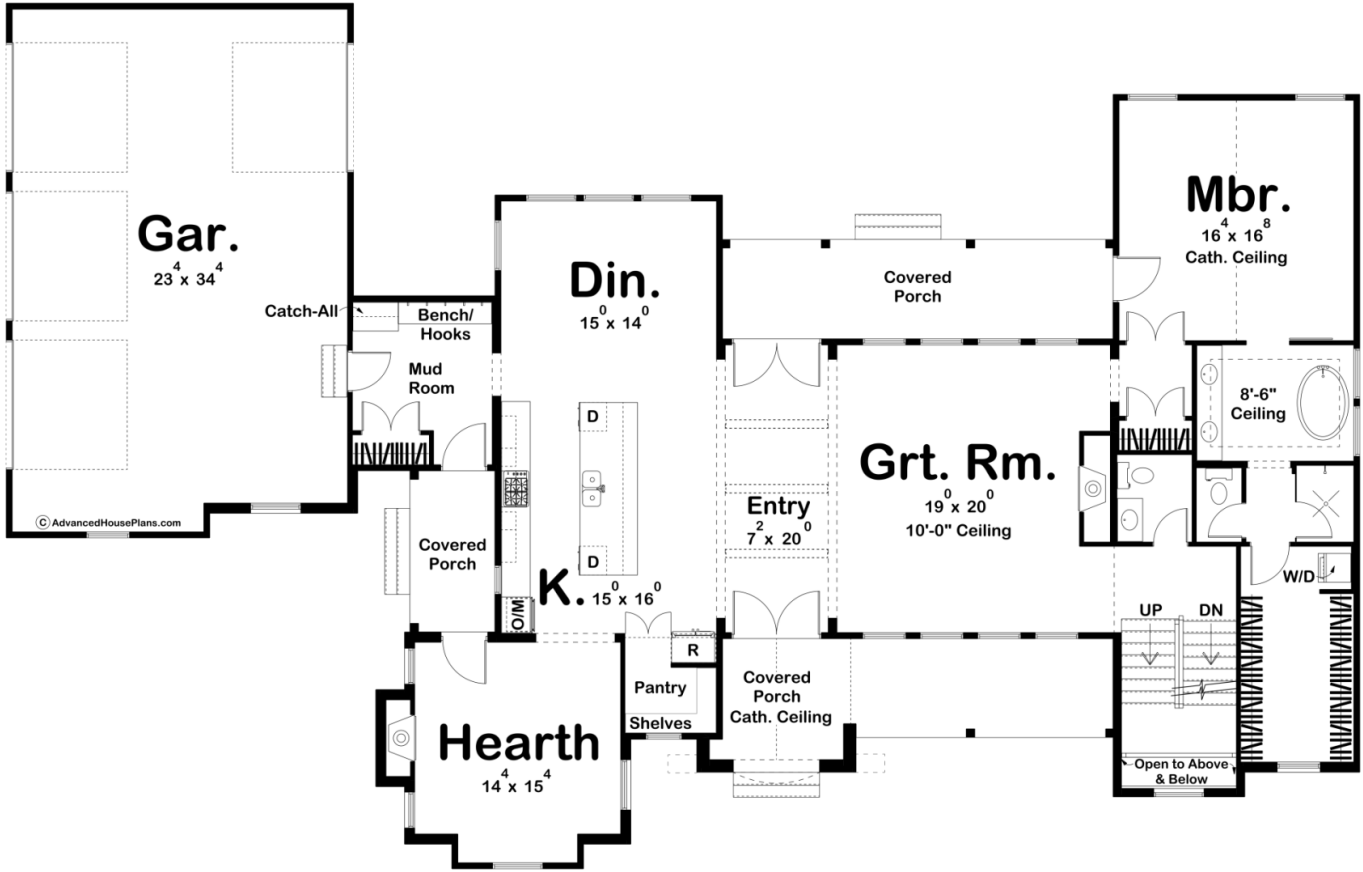 Gar.
23⁴ x 34⁴
© AdvancedHousePlans.com
Catch-All
Bench/
Hooks
Mud
Room
Covered
Porch
Din.
15⁰ x 14⁰
D
D
K. 15⁰ x 16⁰
O/M
R
Pantry
Shelves
Hearth
14⁴ x 15⁴
Covered
Porch
Entry
7² x 20⁰
Covered
Porch
Cath. Ceiling
Grt. Rm.
19⁰ x 20⁰
10'-0" Ceiling
Mbr.
16⁴ x 16⁸
Cath. Ceiling
8'-6"
Ceiling
W/D
UP
DN
Open to Above
& Below